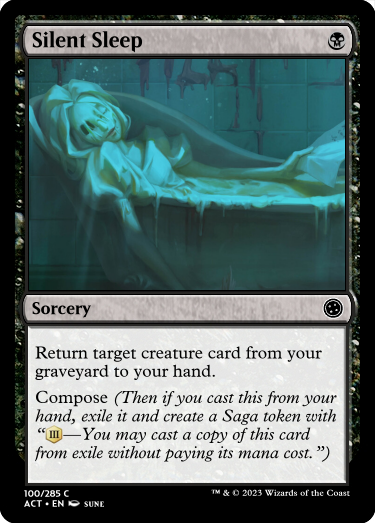 Silent Sleep
Sorcery
Return target creature card from your
graveyard to your hand.
Compose (Then if you cast this from your
hand, exile it and create a Saga token with
“III—You may cast a copy of this card
from exile without paying its mana cost.”)
100/285 C
ACT • EN SUNE
™ & © 2023 Wizards of the Coast